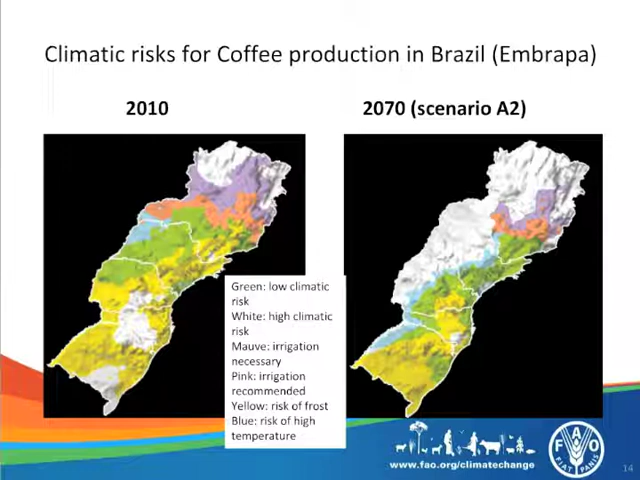 Climatic risks for Coffee production in Brazil (Embrapa)
2010
2070 (scenario A2)
Green: low climatic
risk
White: high climatic
risk
Mauve: irrigation
necessary
Pink: irrigation
recommended
Yellow: risk of frost
Blue: risk of high
temperature
www.fao.org/climatechange
F A O
FIAT PANIS
14